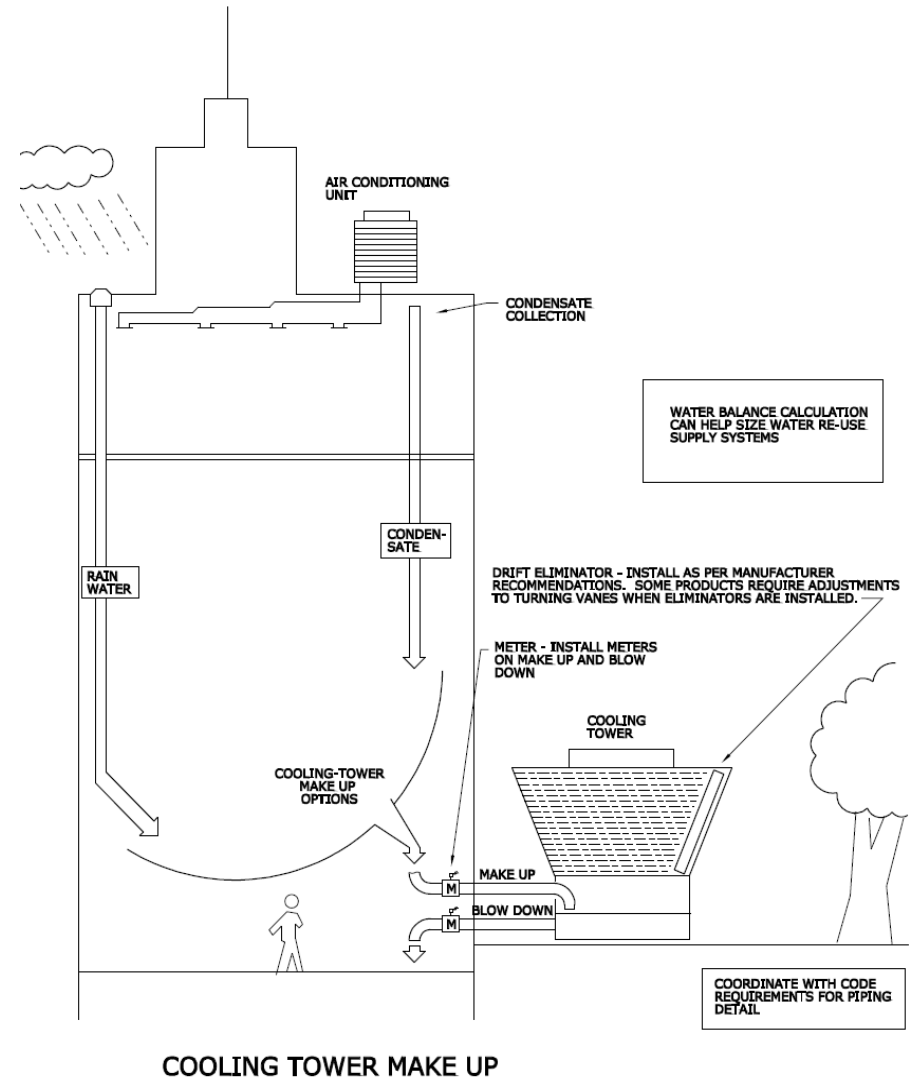 AIR CONDITIONING
UNIT
CONDENSATE
COLLECTION
WATER BALANCE CALCULATION
CAN HELP SIZE WATER RE-USE
SUPPLY SYSTEMS
CONDEN-
SATE
RAIN
WATER
DRIFT ELIMINATOR - INSTALL AS PER MANUFACTURER
RECOMMENDATIONS. SOME PRODUCTS REQUIRE ADJUSTMENTS
TO TURNING VANES WHEN ELIMINATORS ARE INSTALLED.
METER - INSTALL METERS
ON MAKE UP AND BLOW
DOWN
COOLING
TOWER
COOLING-TOWER
MAKE UP
OPTIONS
M
MAKE UP
M
BLOW DOWN
COORDINATE WITH CODE
REQUIREMENTS FOR PIPING
DETAIL
COOLING TOWER MAKE UP